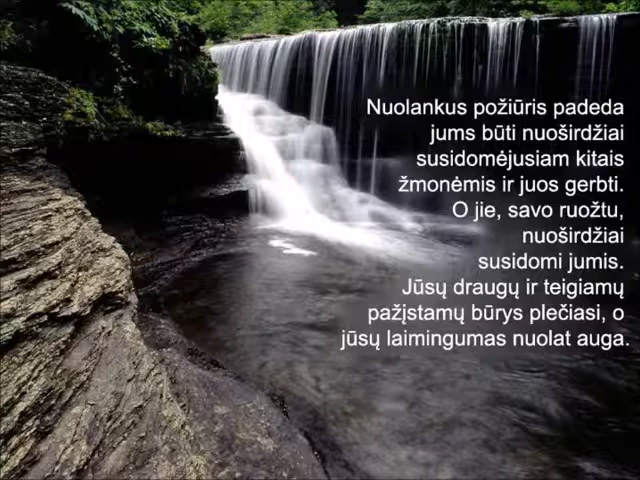 Nuolankus požiūris padeda
jums būti nuoširdžiai
susidomėjusiam kitais
žmonėmis ir juos gerbti.
O jie, savo ruožtu,
nuoširdžiai
susidomi jumis.
Jūsų draugų ir teigiamų
pažįstamų būrys plečiasi, o
jūsų laimingumas nuolat auga.